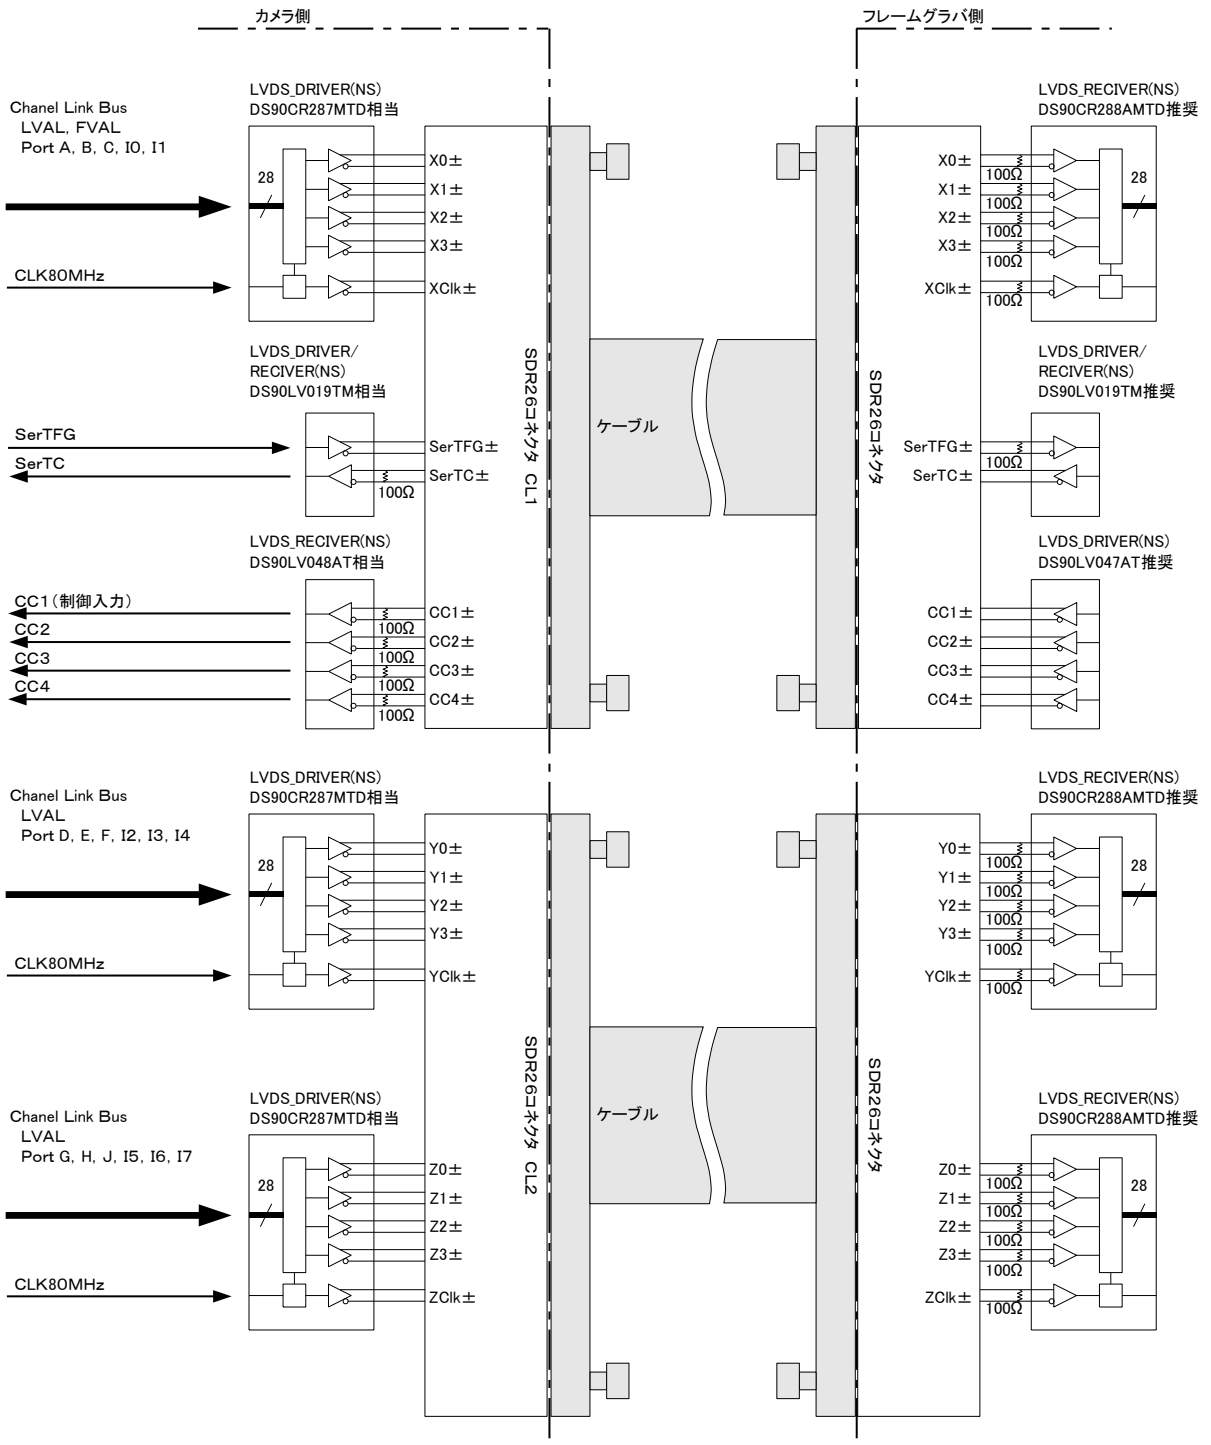 カメラ側
フレームグラバ側
LVDS_DRIVER(NS)
DS90CR287MTD相当
Chanel Link Bus
LVAL, FVAL
Port A, B, C, I0, I1
28
CLK80MHz
X0±
X1±
X2±
X3±
XClk±
LVDS_DRIVER/
RECIVER(NS)
DS90LV019TM相当
SerTFG
SerTC
SerTFG±
SerTC±
100Ω
LVDS_RECIVER(NS)
DS90LV048AT相当
CC1(制御入力)
CC2
CC3
CC4
CC1±
100Ω
CC2±
100Ω
CC3±
100Ω
CC4±
100Ω
SDR26コネクタ CL1
ケーブル
SDR26コネクタ
LVDS_RECIVER(NS)
DS90CR288AMTD推奨
X0±
100Ω
X1±
100Ω
X2±
100Ω
X3±
100Ω
XClk±
100Ω
28
LVDS_DRIVER/
RECIVER(NS)
DS90LV019TM推奨
SerTFG±
100Ω
SerTC±
LVDS_DRIVER(NS)
DS90LV047AT推奨
CC1±
CC2±
CC3±
CC4±
LVDS_DRIVER(NS)
DS90CR287MTD相当
Chanel Link Bus
LVAL
Port D, E, F, I2, I3, I4
28
CLK80MHz
Y0±
Y1±
Y2±
Y3±
YClk±
LVDS_DRIVER(NS)
DS90CR287MTD相当
Chanel Link Bus
LVAL
Port G, H, J, I5, I6, I7
28
CLK80MHz
Z0±
Z1±
Z2±
Z3±
ZClk±
SDR26コネクタ CL2
ケーブル
SDR26コネクタ
LVDS_RECIVER(NS)
DS90CR288AMTD推奨
Y0±
100Ω
Y1±
100Ω
Y2±
100Ω
Y3±
100Ω
YClk±
100Ω
28
LVDS_RECIVER(NS)
DS90CR288AMTD推奨
Z0±
100Ω
Z1±
100Ω
Z2±
100Ω
Z3±
100Ω
ZClk±
100Ω
28